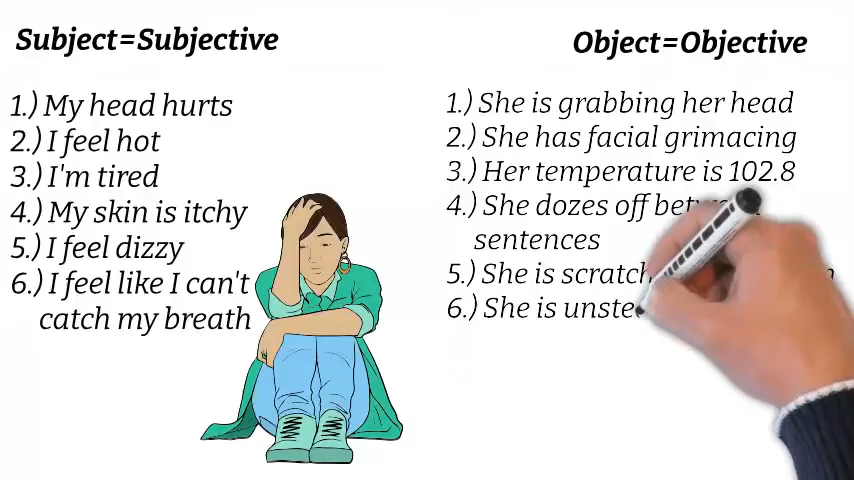 Subject=Subjective
1.) My head hurts
2.) I feel hot
3.) I'm tired
4.) My skin is itchy
5.) I feel dizzy
6.) I feel like I can't
catch my breath
Object=Objective
1.) She is grabbing her head
2.) She has facial grimacing
3.) Her temperature is 102.8
4.) She dozes off
sentences
5.) She is
6.) She is